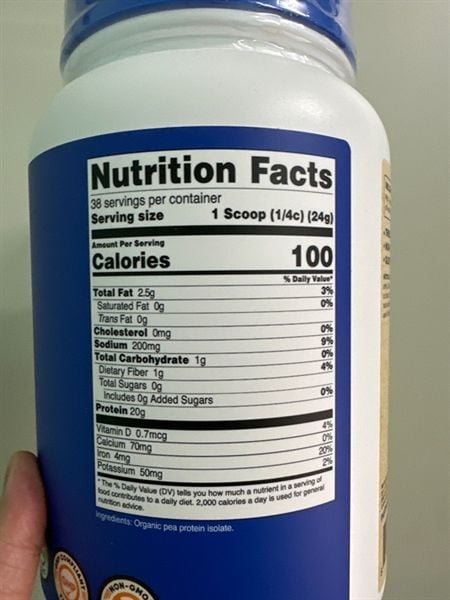 Nutrition Facts
38 servings per container
Serving size 1 Scoop (1/4c) (24g)
Amount Per Serving
Calories 100
% Daily Value*
Total Fat 2.5g 3%
Saturated Fat 0g 0%
Trans Fat 0g
Cholesterol 0mg 0%
Sodium 200mg 9%
Total Carbohydrate 1g 0%
Dietary Fiber 1g 4%
Total Sugars 0g
Includes 0g Added Sugars 0%
Protein 20g
Vitamin D 0.7mcg 4%
Calcium 70mg 0%
Iron 4mg 20%
Potassium 50mg 2%
*The % Daily Value (DV) tells you how much a nutrient in a serving of
food contributes to a daily diet. 2,000 calories a day is used for general
nutrition advice.
Ingredients: Organic pea protein isolate.
NON-GMO